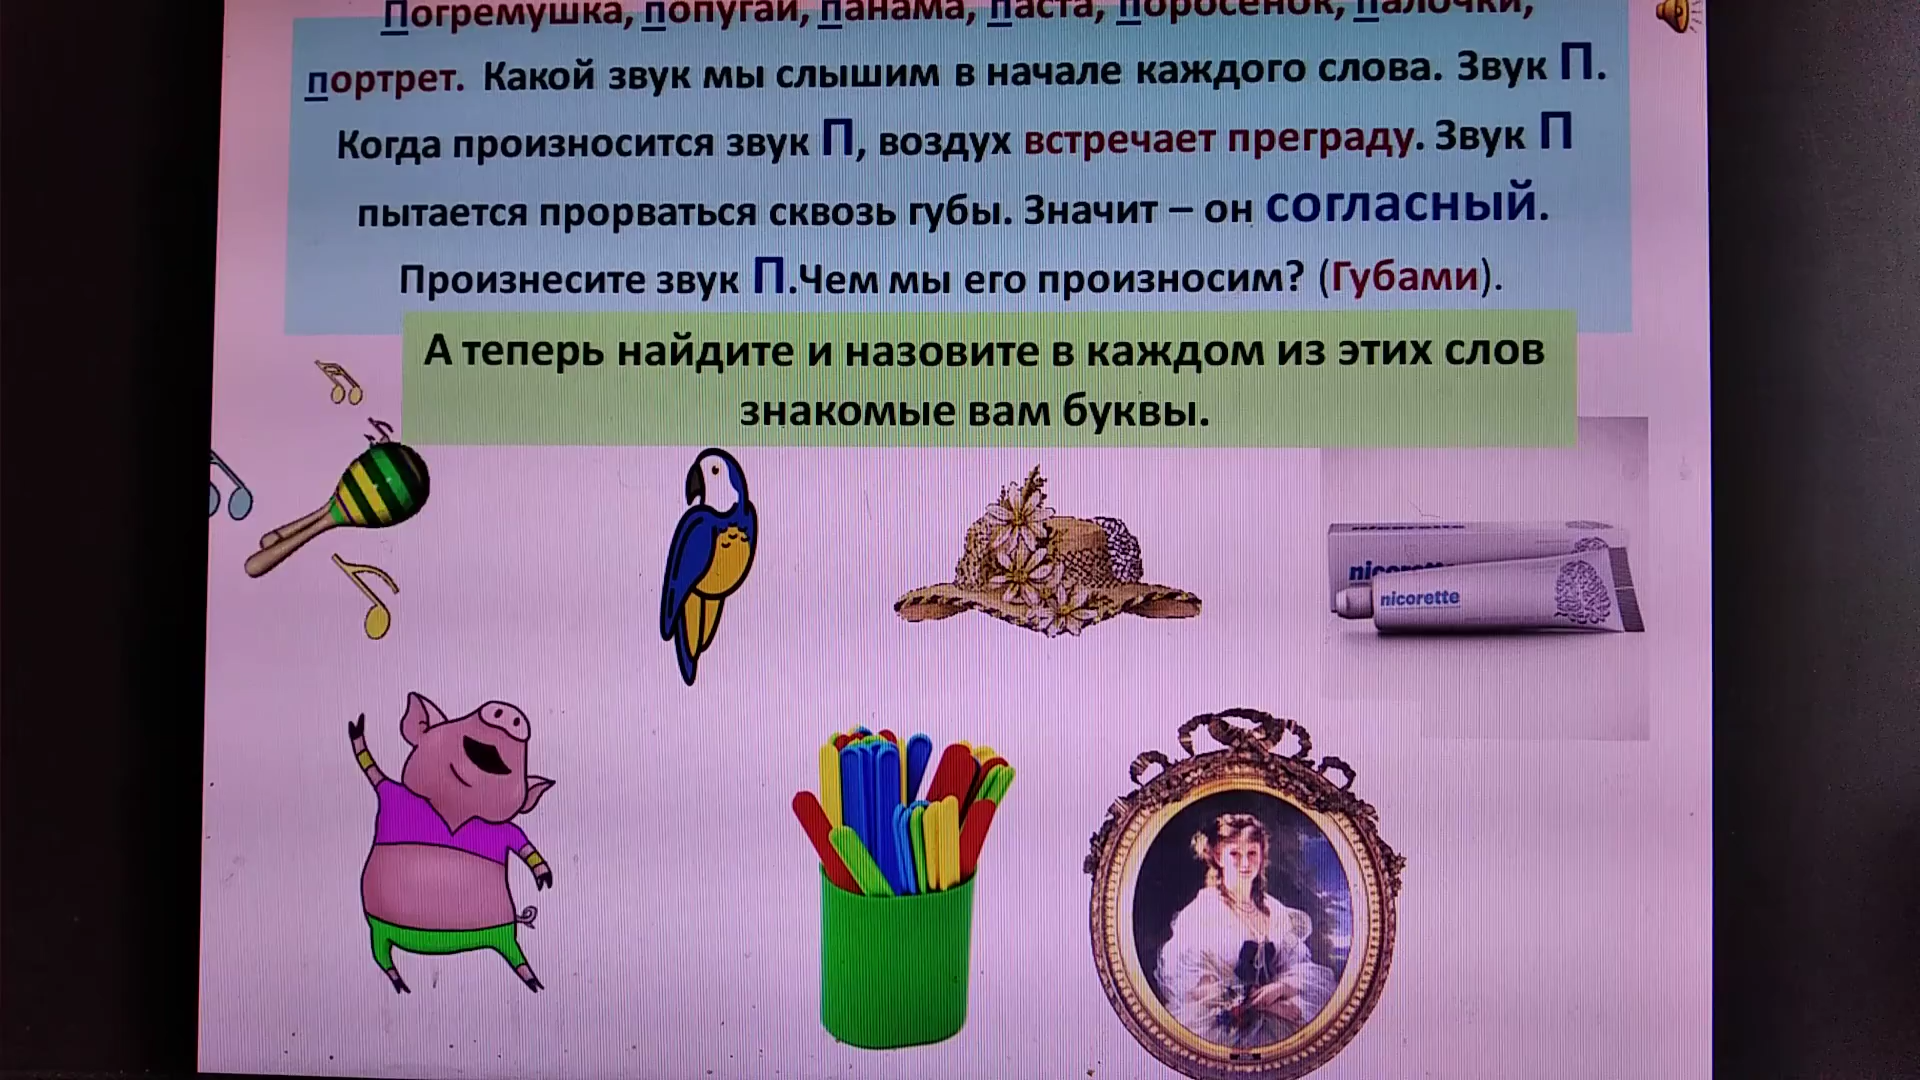 Погремушка, попугай, панама, паста, поросенок, палочки,
портрет. Какой звук мы слышим в начале каждого слова. Звук П.
Когда произносится звук П, воздух встречает преграду. Звук П
пытается прорваться сквозь губы. Значит – он согласный.
Произнесите звук П.Чем мы его произносим? (Губами).
А теперь найдите и назовите в каждом из этих слов
знакомые вам буквы.
nicorette